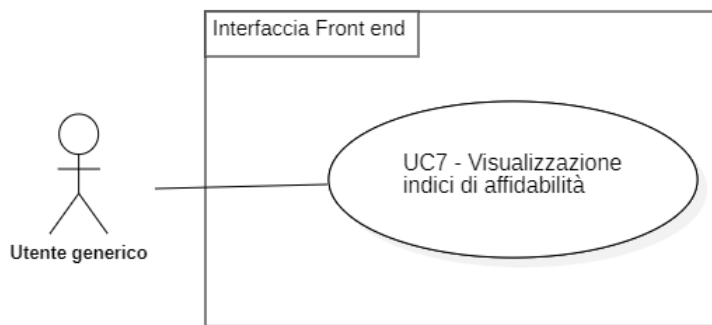 Interfaccia Front end
UC7 - Visualizzazione
indici di affidabilità
Utente generico